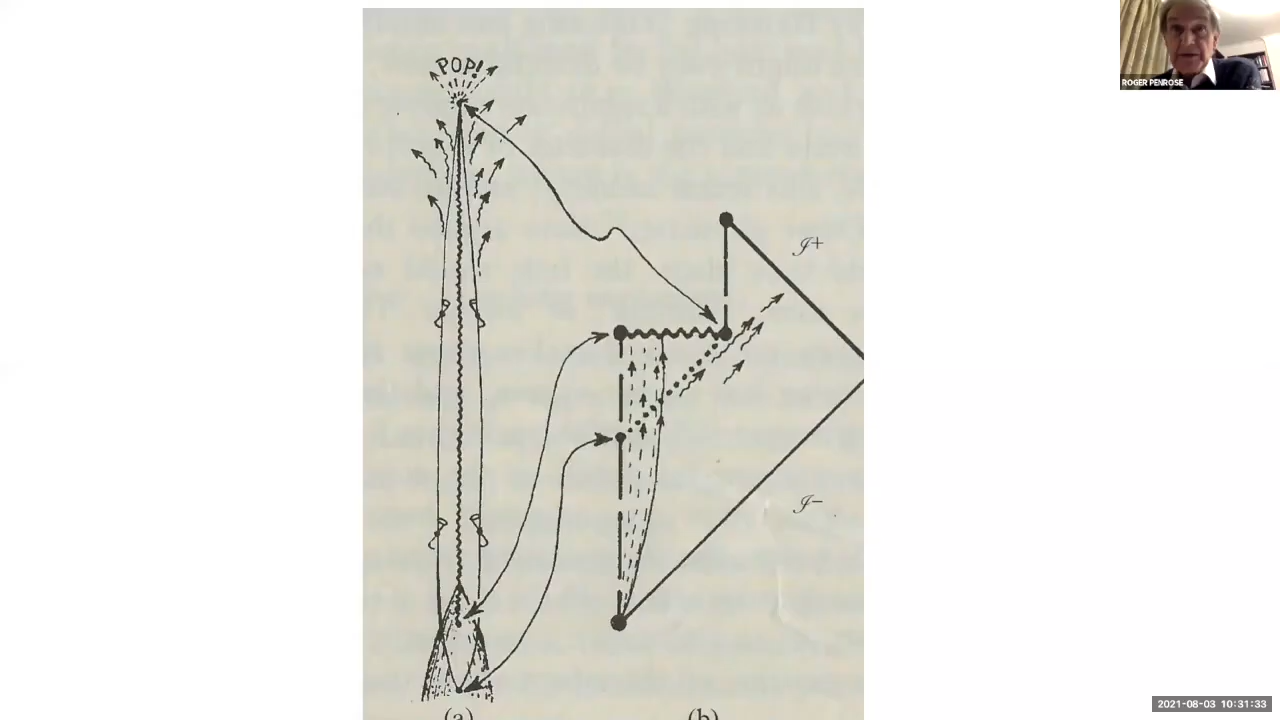 POP!
ROGER PENROSE
ℐ+
ℐ−
(a)
(b)
2021-08-03 10:31:33